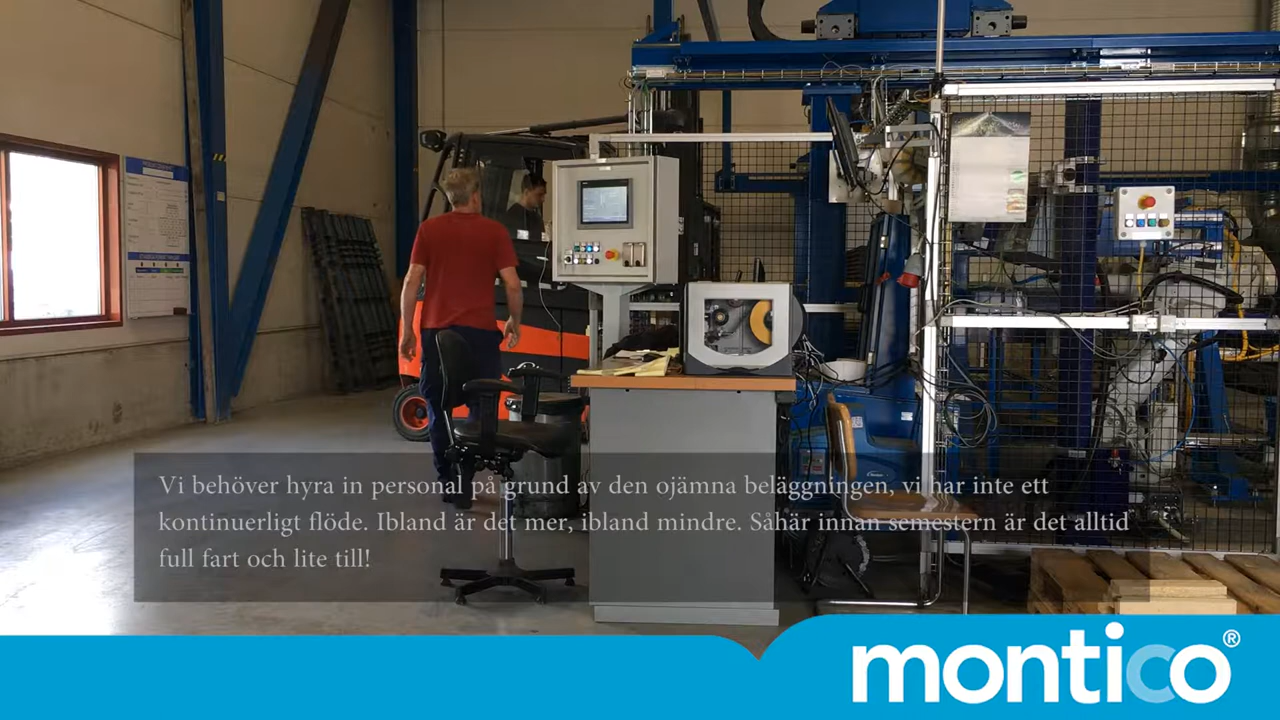 Vi behöver hyra in personal på grund av den ojämna beläggningen, vi har inte ett
kontinuerligt flöde. Ibland är det mer, ibland mindre. Såhär innan semestern är det alltid
full fart och lite till!
montico®